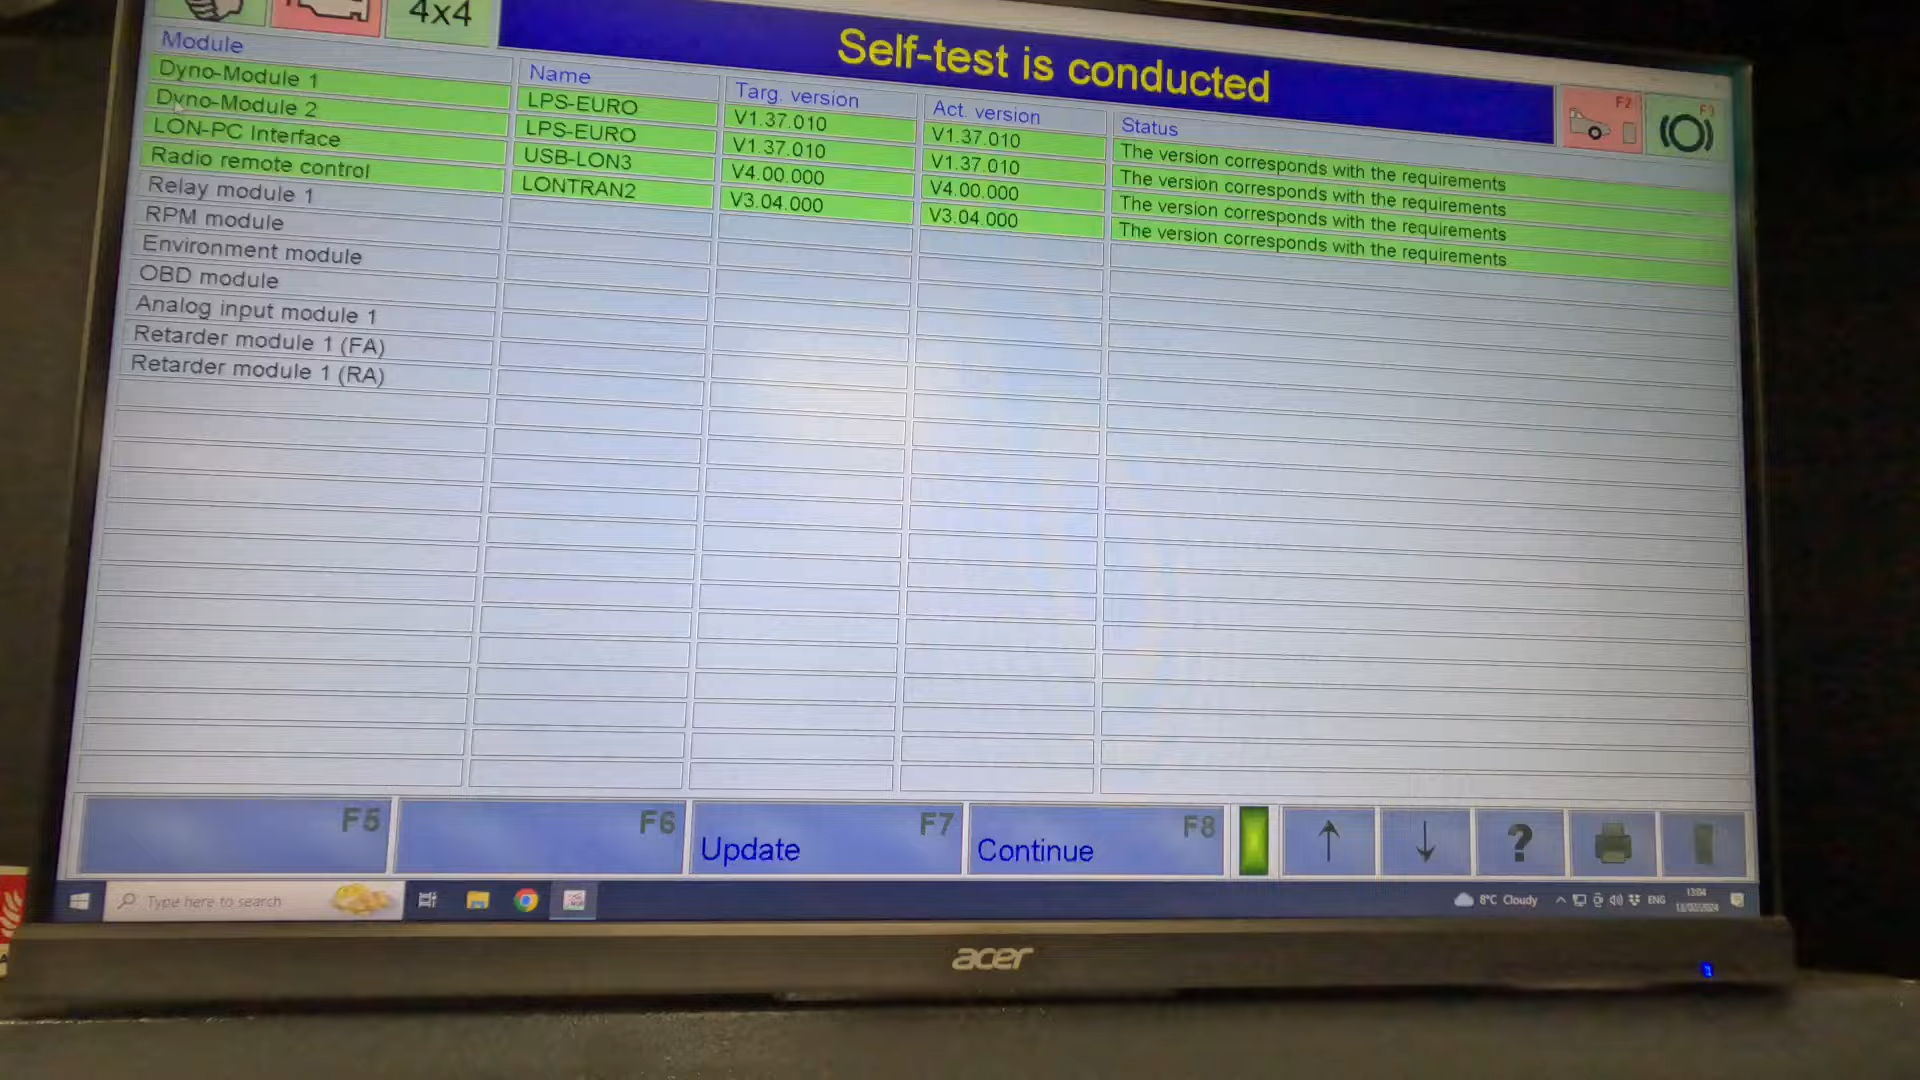 4x4
Self-test is conducted
F2
F3
Module Name Targ. version Act. version Status
Dyno-Module 1 LPS-EURO V1.37.010 V1.37.010 The version corresponds with the requirements
Dyno-Module 2 LPS-EURO V1.37.010 V1.37.010 The version corresponds with the requirements
LON-PC Interface USB-LON3 V4.00.000 V4.00.000 The version corresponds with the requirements
Radio remote control LONTRAN2 V3.04.000 V3.04.000 The version corresponds with the requirements
Relay module 1
RPM module
Environment module
OBD module
Analog input module 1
Retarder module 1 (FA)
Retarder module 1 (RA)
F5
F6
F7
Update
F8
Continue
?
Type here to search
8°C Cloudy
ENG
13:04
acer